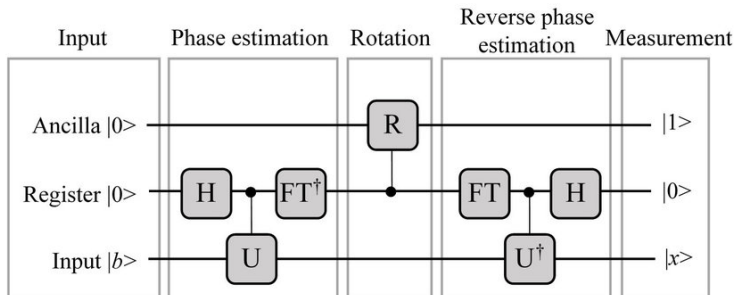 Input
Phase estimation
Rotation
Reverse phase
estimation
Measurement
Ancilla |0>
R
|1>
Register |0>
H
FT†
FT
H
|0>
Input |b>
U
U†
|x>